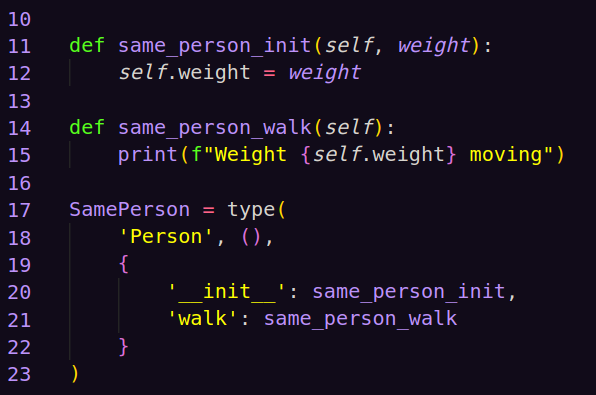 10
11 def same_person_init(self, weight):
12 self.weight = weight
13
14 def same_person_walk(self):
15 print(f"Weight {self.weight} moving")
16
17 SamePerson = type(
18 'Person', (),
19 {
20 '__init__': same_person_init,
21 'walk': same_person_walk
22 }
23 )